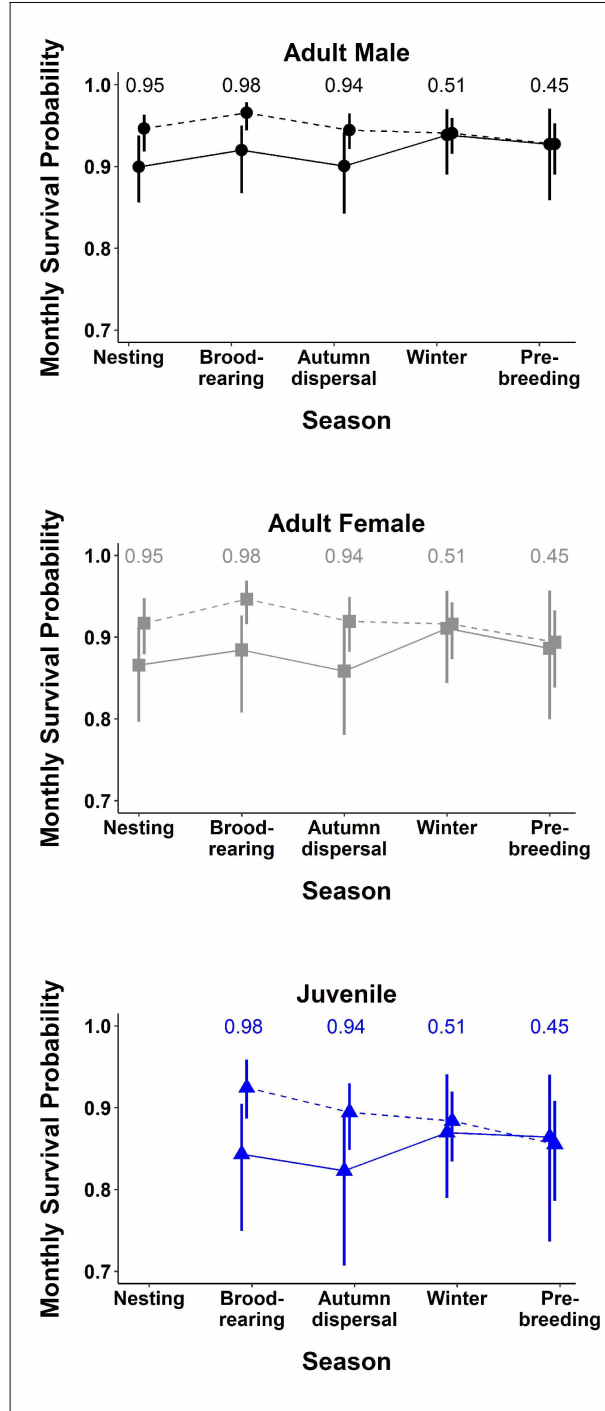 Adult Male
Monthly Survival Probability
1.0
0.9
0.8
0.7
0.95 0.98 0.94 0.51 0.45
Nesting Brood- Autumn Winter Pre-
rearing dispersal breeding
Season
Adult Female
Monthly Survival Probability
1.0
0.9
0.8
0.7
0.95 0.98 0.94 0.51 0.45
Nesting Brood- Autumn Winter Pre-
rearing dispersal breeding
Season
Juvenile
Monthly Survival Probability
1.0
0.9
0.8
0.7
0.98 0.94 0.51 0.45
Nesting Brood- Autumn Winter Pre-
rearing dispersal breeding
Season